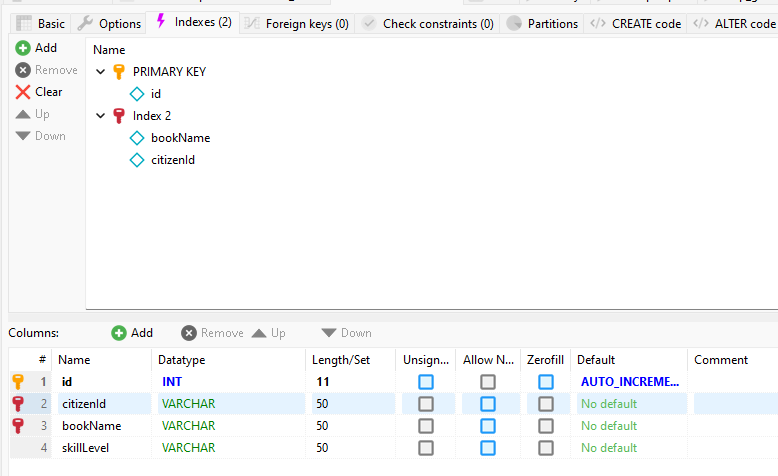 Basic Options Indexes (2) Foreign keys (0) Check constraints (0) Partitions CREATE code ALTER code
Add
Remove
Clear
Up
Down
Name
PRIMARY KEY
id
Index 2
bookName
citizenId
Columns: Add Remove Up Down
# Name Datatype Length/Set Unsign... Allow N... Zerofill Default Comment
1 id INT 11 AUTO_INCREME...
2 citizenId VARCHAR 50 No default
3 bookName VARCHAR 50 No default
4 skillLevel VARCHAR 50 No default